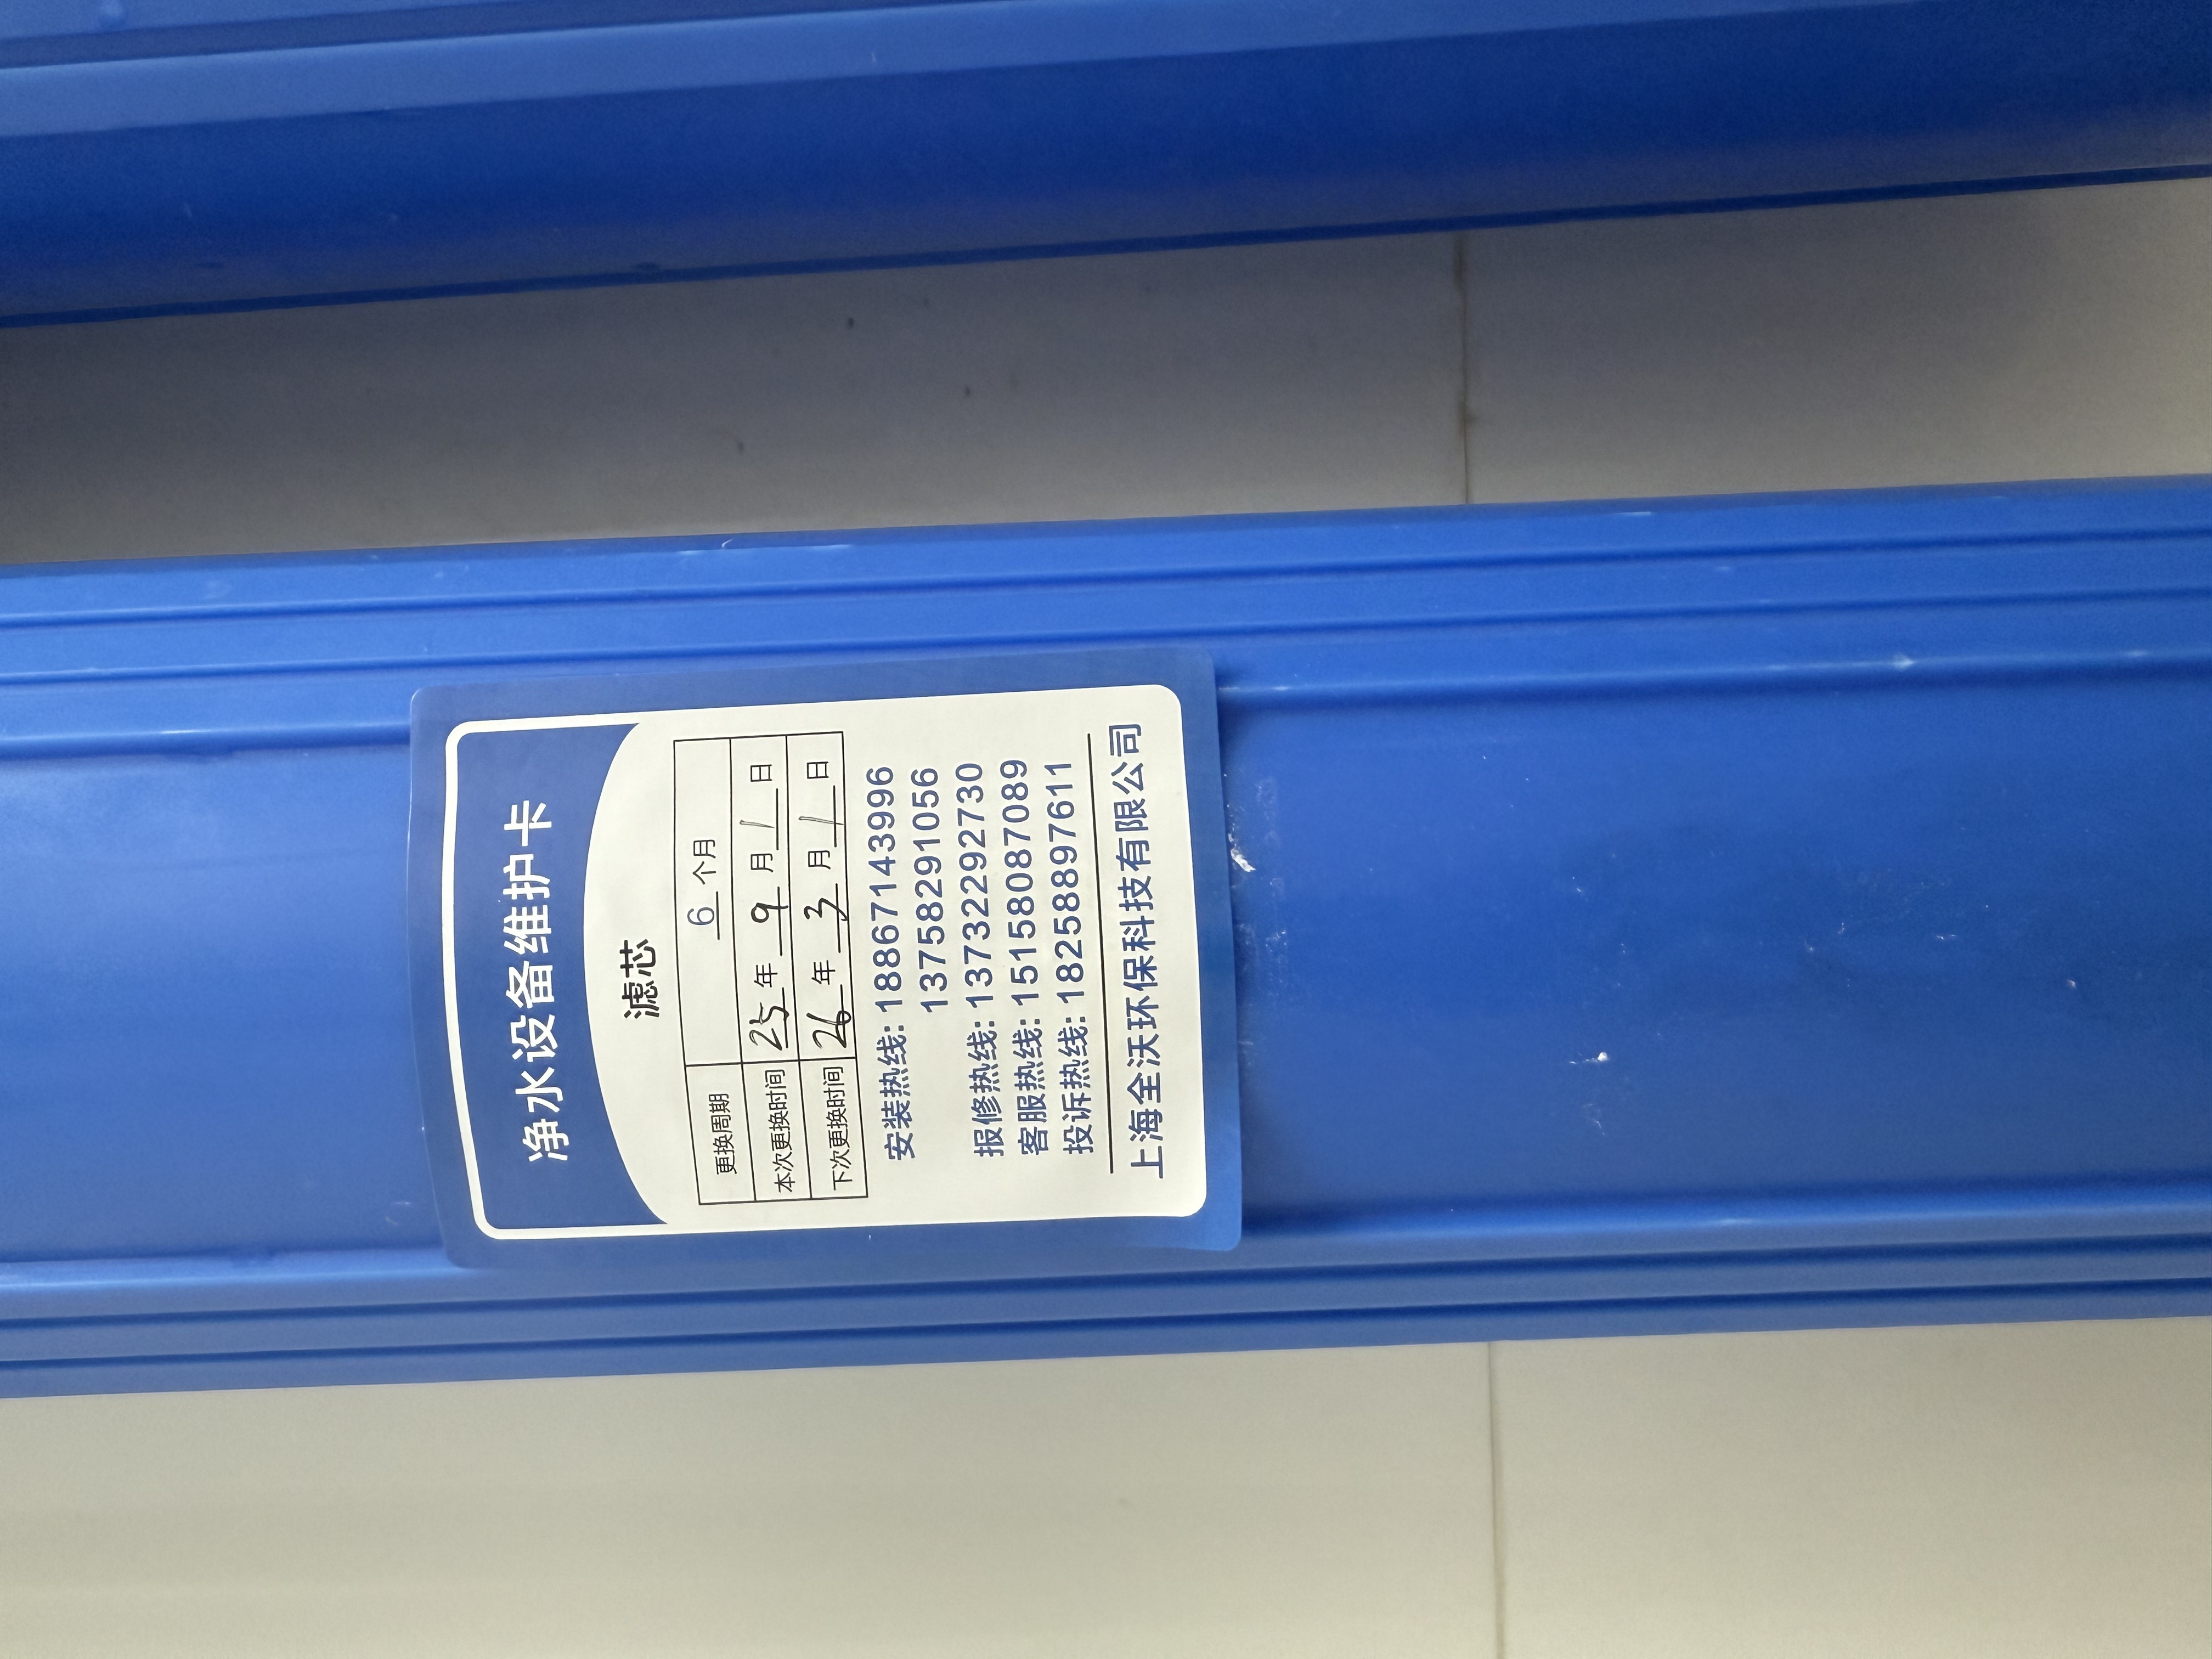 净水设备维护卡
滤芯
更换周期 6 个月
本次更换时间 25 年 9 月 1 日
下次更换时间 26 年 3 月 1 日
安装热线: 18867143996
13758291056
报修热线: 13732292730
客服热线: 15158087089
投诉热线: 18258897611
上海全沃环保科技有限公司